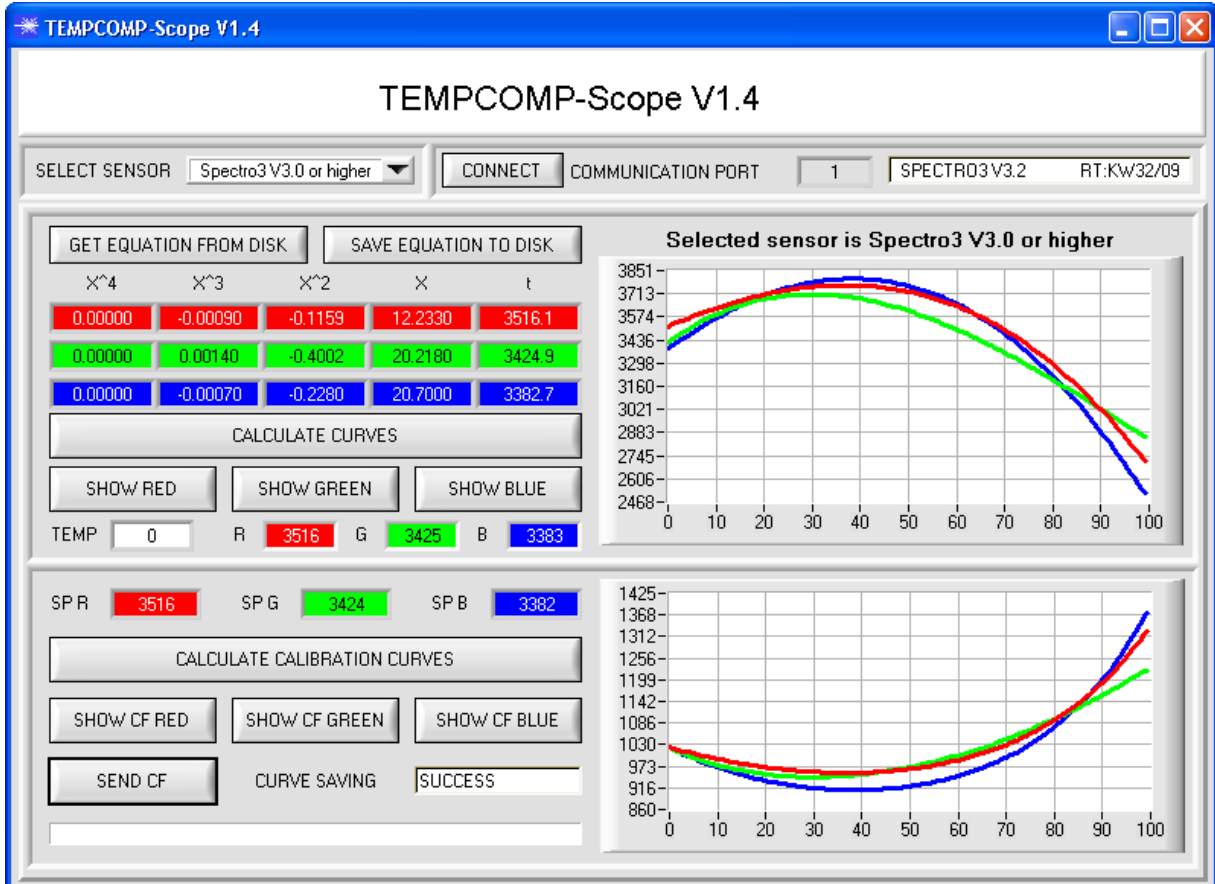 TEMPCOMP-Scope V1.4
TEMPCOMP-Scope V1.4
SELECT SENSOR Spectro3 V3.0 or higher CONNECT COMMUNICATION PORT 1 SPECTRO3 V3.2 RT:KW32/09
GET EQUATION FROM DISK SAVE EQUATION TO DISK
X^4 X^3 X^2 X t
0.00000 -0.00090 -0.1159 12.2330 3516.1
0.00000 0.00140 -0.4002 20.2180 3424.9
0.00000 -0.00070 -0.2280 20.7000 3382.7
CALCULATE CURVES
SHOW RED SHOW GREEN SHOW BLUE
TEMP 0 R 3516 G 3425 B 3383
Selected sensor is Spectro3 V3.0 or higher
3851
3713
3574
3436
3298
3160
3021
2883
2745
2606
2468
0 10 20 30 40 50 60 70 80 90 100
SP R 3516 SP G 3424 SP B 3382
CALCULATE CALIBRATION CURVES
SHOW CF RED SHOW CF GREEN SHOW CF BLUE
SEND CF CURVE SAVING SUCCESS
1425
1368
1312
1256
1199
1142
1086
1030
973
916
860
0 10 20 30 40 50 60 70 80 90 100